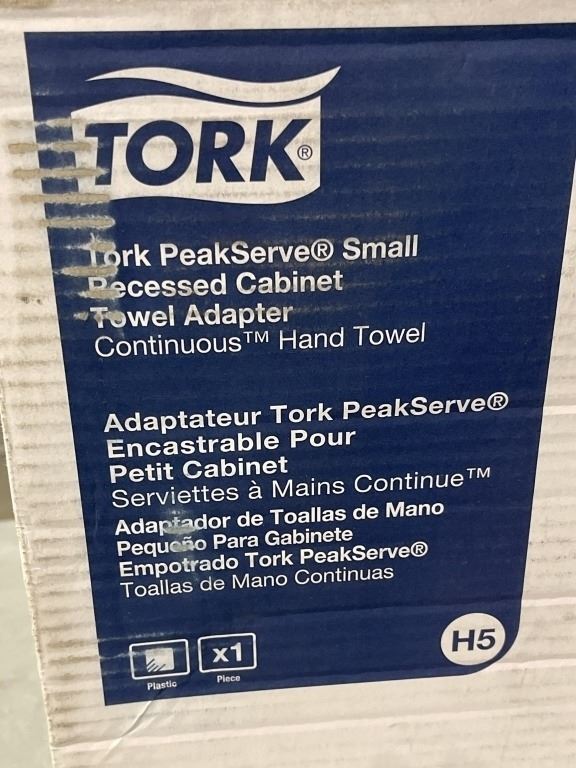 TORK®
Tork PeakServe® Small
Recessed Cabinet
Towel Adapter
Continuous™ Hand Towel
Adaptateur Tork PeakServe®
Encastrable Pour
Petit Cabinet
Serviettes à Mains Continue™
Adaptador de Toallas de Mano
Pequeño Para Gabinete
Empotrado Tork PeakServe®
Toallas de Mano Continuas
x1
H5
Plastic
Piece